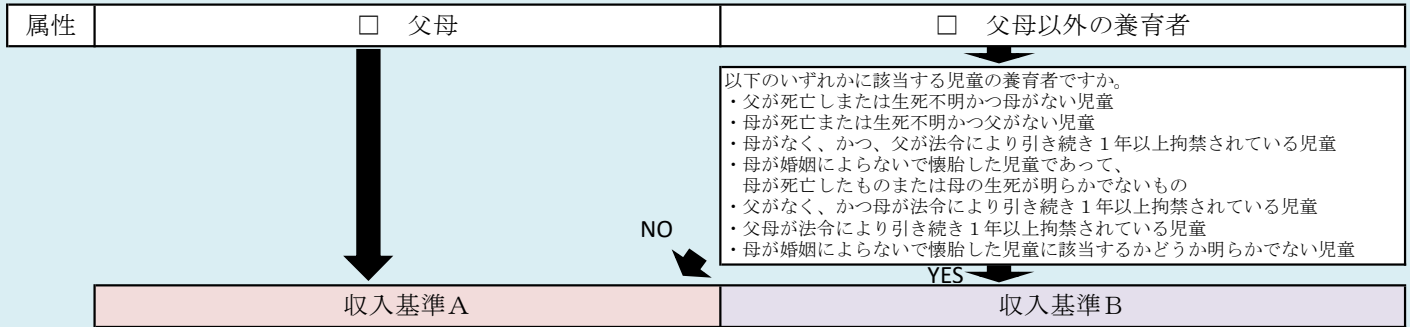 属性 □ 父母 □ 父母以外の養育者
以下のいずれかに該当する児童の養育者ですか。
・父が死亡しまたは生死不明かつ母がない児童
・母が死亡または生死不明かつ父がない児童
・母がなく、かつ、父が法令により引き続き１年以上拘禁されている児童
・母が婚姻によらないで懐胎した児童であって、
母が死亡したものまたは母の生死が明らかでないもの
・父がなく、かつ母が法令により引き続き１年以上拘禁されている児童
・父母が法令により引き続き１年以上拘禁されている児童
・母が婚姻によらないで懐胎した児童に該当するかどうか明らかでない児童
NO
YES
収入基準Ａ 収入基準Ｂ